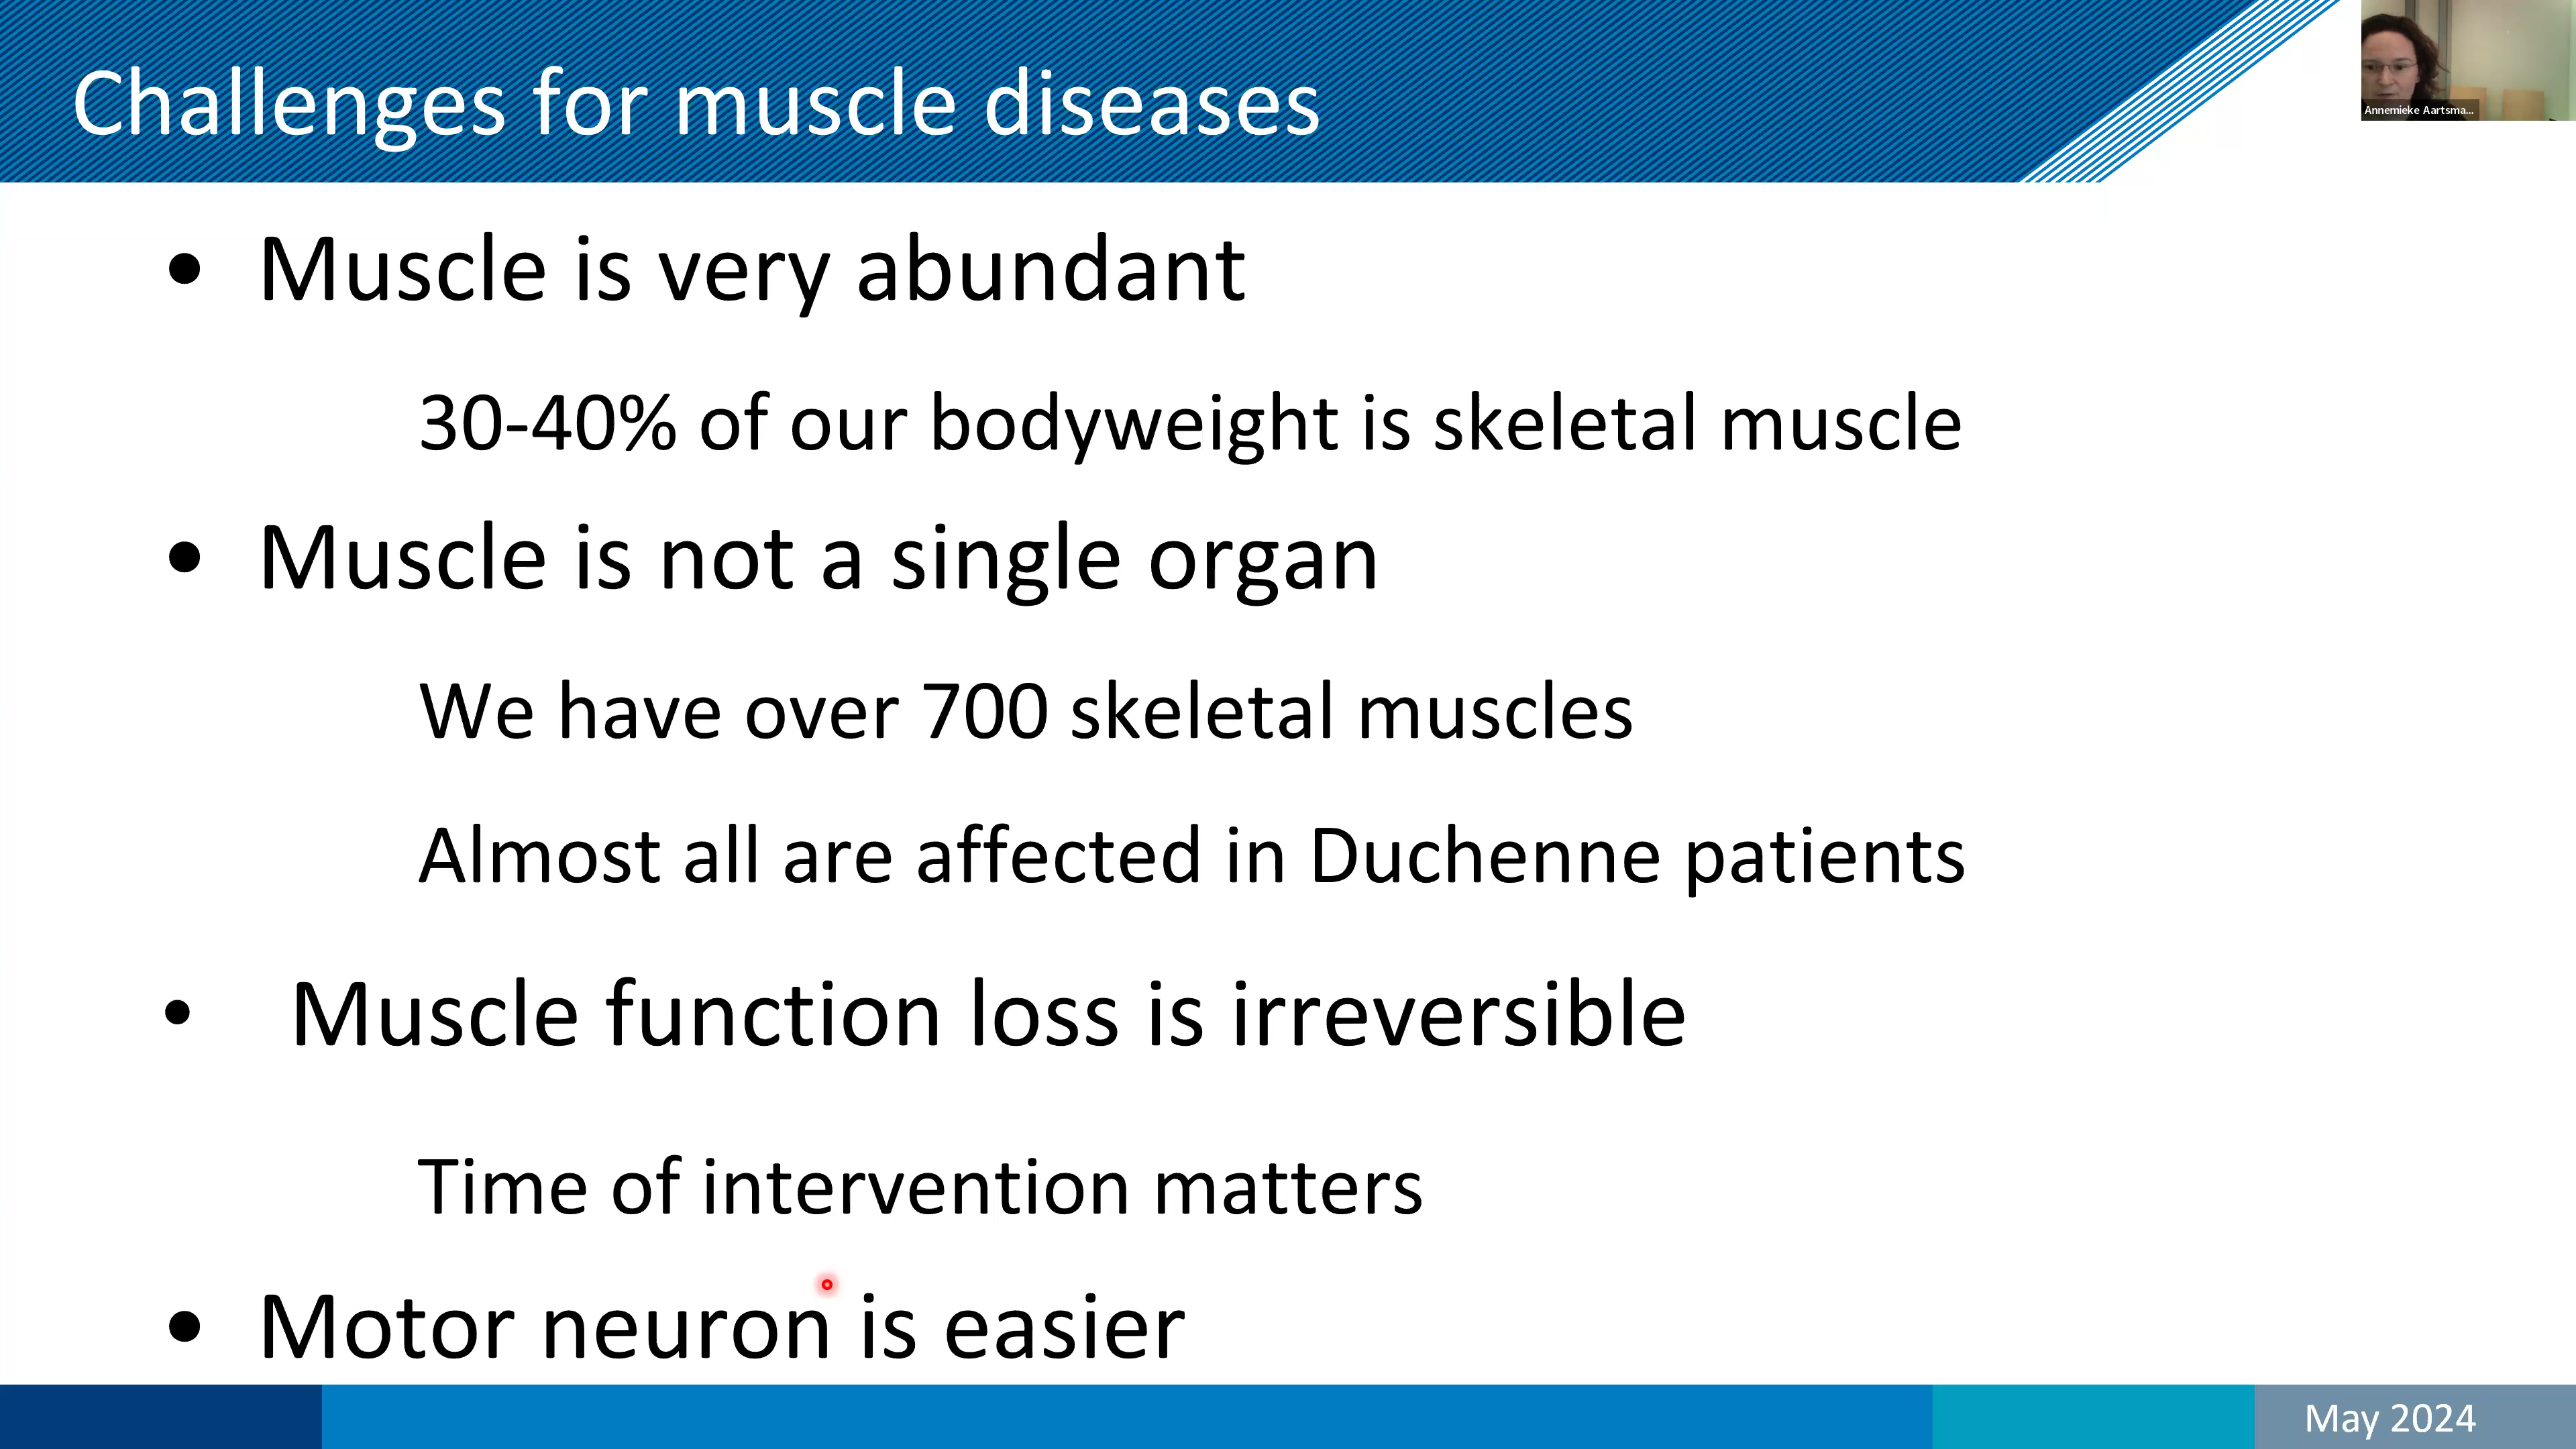 Challenges for muscle diseases
Annemieke Aartsma...
• Muscle is very abundant
30-40% of our bodyweight is skeletal muscle
• Muscle is not a single organ
We have over 700 skeletal muscles
Almost all are affected in Duchenne patients
• Muscle function loss is irreversible
Time of intervention matters
• Motor neuron is easier
May 2024